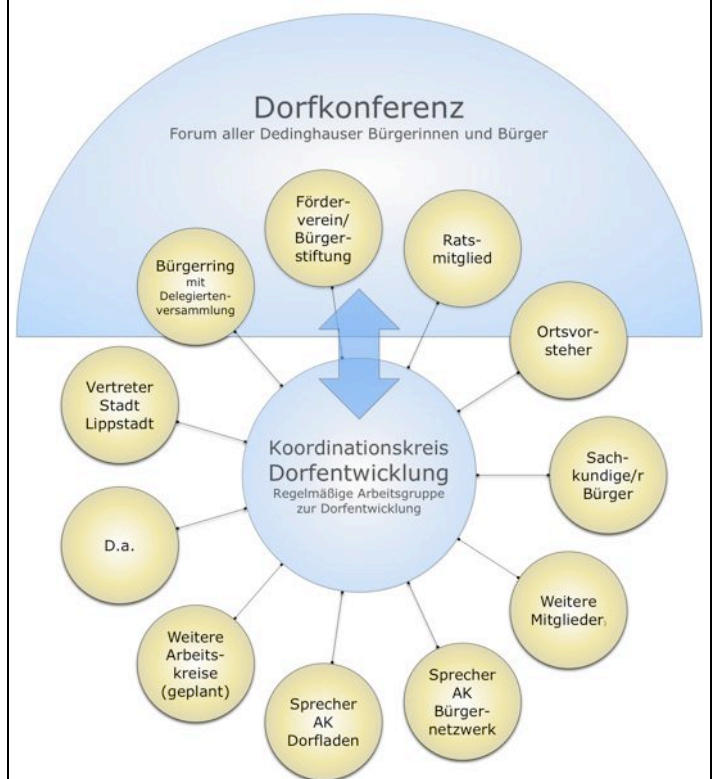 Dorfkonferenz
Forum aller Dedinghauser Bürgerinnen und Bürger
Förder-
verein/
Bürger-
stiftung
Rats-
mitglied
Bürgerring
mit
Delegierten-
versammlung
Ortsvor-
steher
Vertreter
Stadt
Lippstadt
Koordinationskreis
Dorfentwicklung
Regelmäßige Arbeitsgruppe
zur Dorfentwicklung
Sach-
kundige/r
Bürger
D.a.
Weitere
Mitglieder
Weitere
Arbeits-
kreise
(geplant)
Sprecher
AK
Dorfladen
Sprecher
AK
Bürger-
netzwerk